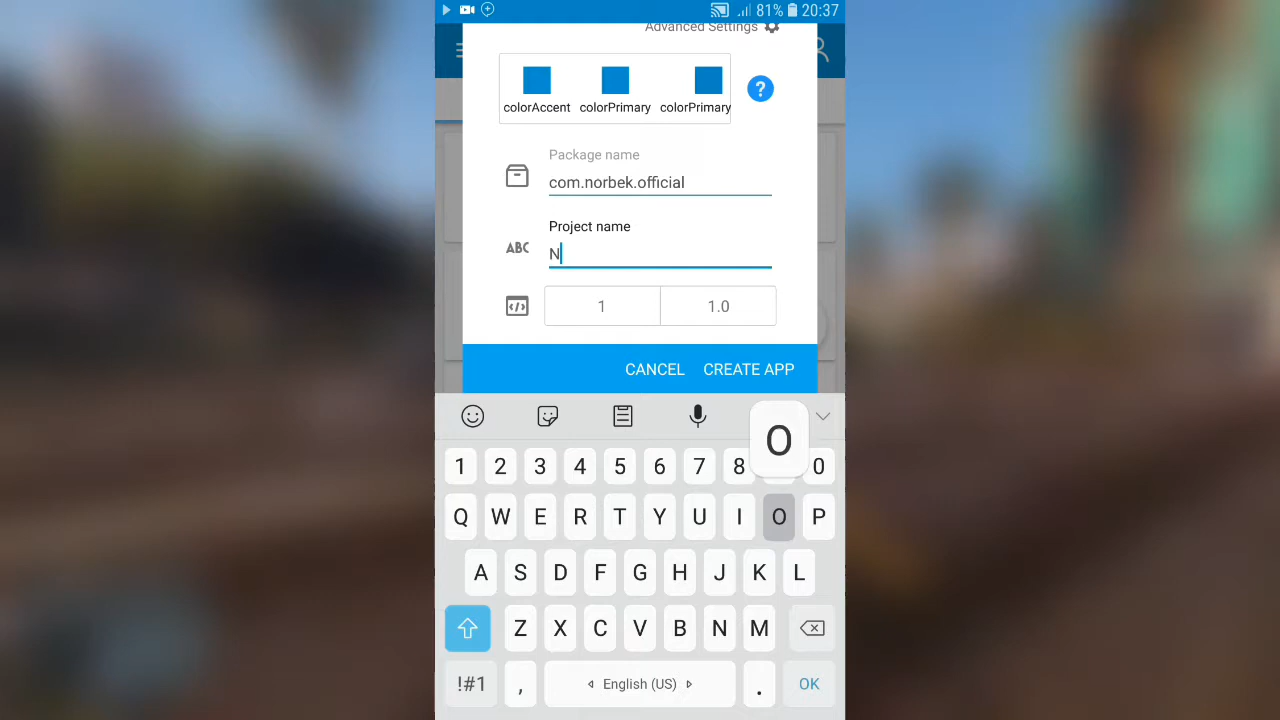 81% 20:37
Advanced Settings
colorAccent colorPrimary colorPrimary
?
Package name
com.norbek.official
Project name
ABC N
1 1.0
CANCEL CREATE APP
O
1 2 3 4 5 6 7 8 0
Q W E R T Y U I O P
A S D F G H J K L
Z X C V B N M
!#1 , English (US) . OK